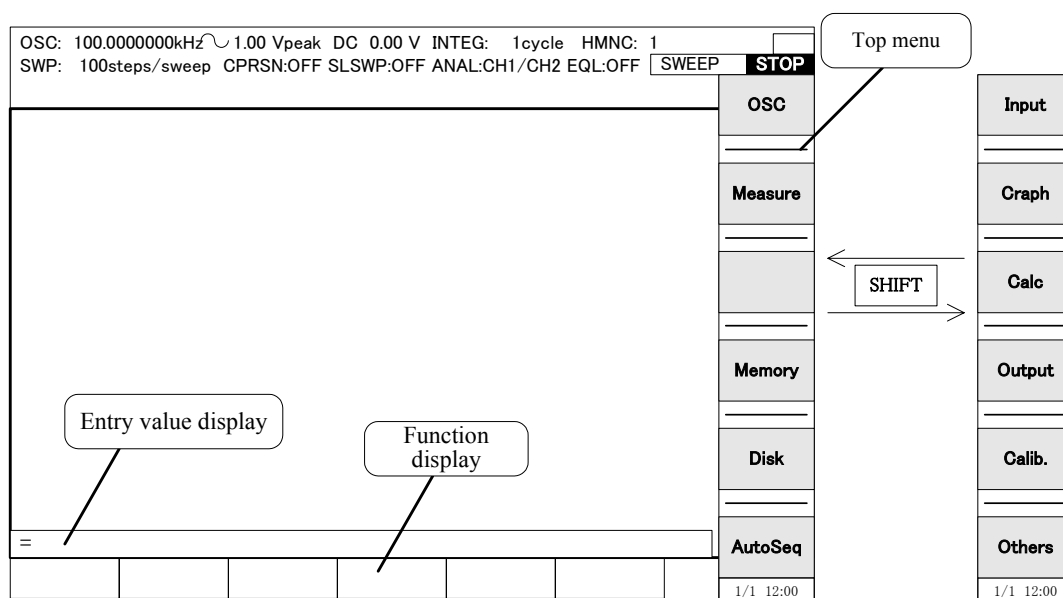 OSC: 100.0000000kHz 1.00 Vpeak DC 0.00 V INTEG: 1cycle HMNC: 1
SWP: 100steps/sweep CPRSN:OFF SLSWP:OFF ANAL:CH1/CH2 EQL:OFF SWEEP STOP
Top menu
OSC
Measure
Memory
Disk
AutoSeq
1/1 12:00
SHIFT
Input
Craph
Calc
Output
Calib.
Others
1/1 12:00
Entry value display
Function
display
=